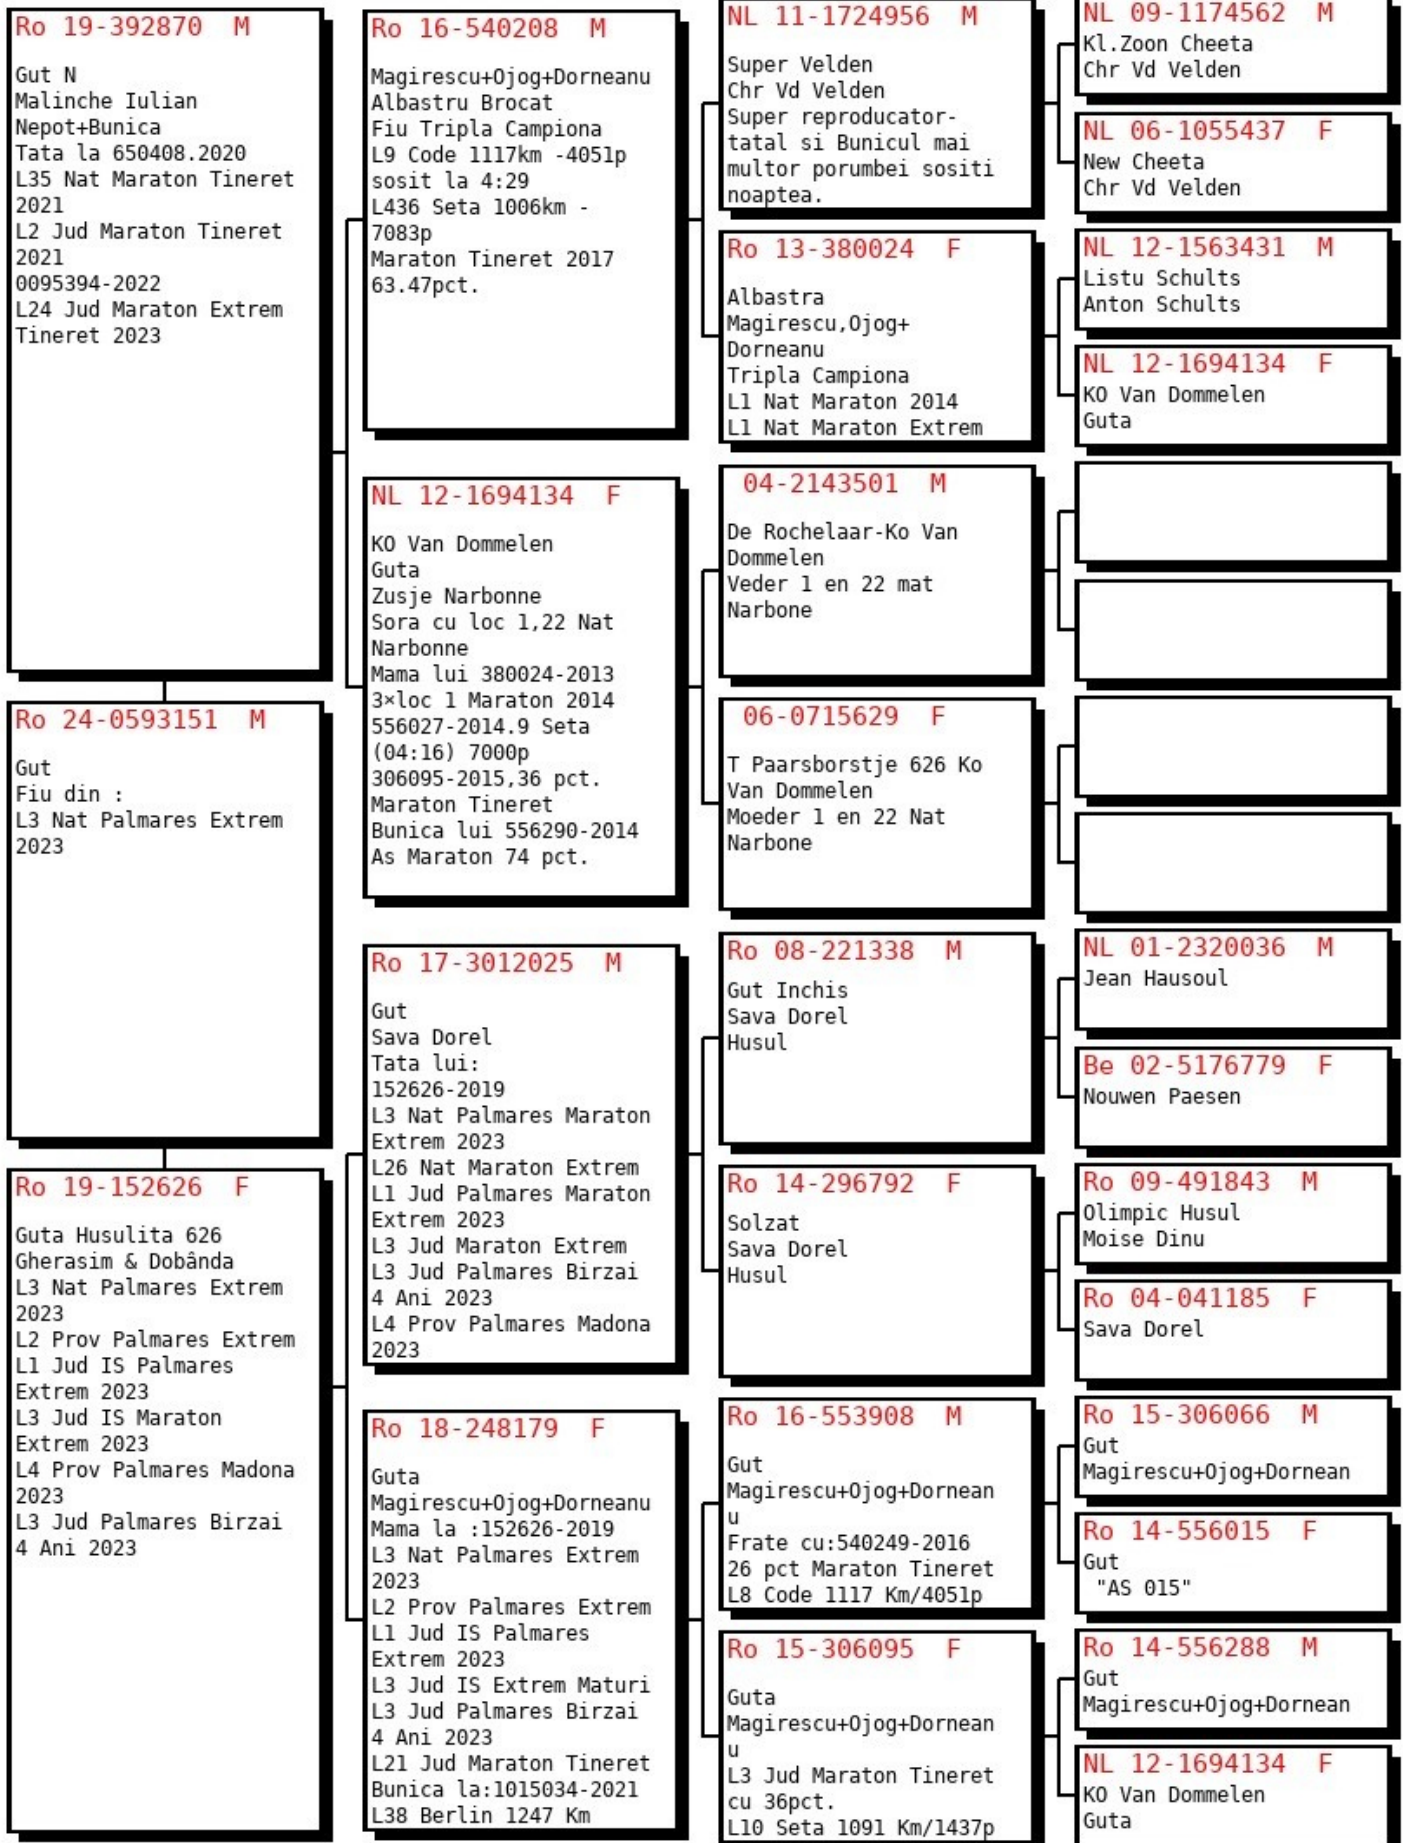 Ro 19-392870 M
Gut N
Malinche Iulian
Nepot+Bunica
Tata la 650408.2020
L35 Nat Maraton Tineret
2021
L2 Jud Maraton Tineret
2021
0095394-2022
L24 Jud Maraton Extrem
Tineret 2023
Ro 24-0593151 M
Gut
Fiu din :
L3 Nat Palmares Extrem
2023
Ro 19-152626 F
Guta Husulita 626
Gherasim & Dobânda
L3 Nat Palmares Extrem
2023
L2 Prov Palmares Extrem
L1 Jud IS Palmares
Extrem 2023
L3 Jud IS Maraton
Extrem 2023
L4 Prov Palmares Madona
2023
L3 Jud Palmares Birzai
4 Ani 2023
Ro 16-540208 M
Magirescu+Ojog+Dorneanu
Albastru Brocat
Fiu Tripla Campiona
L9 Code 1117km -4051p
sosit la 4:29
L436 Seta 1006km -
7083p
Maraton Tineret 2017
63.47pct.
NL 12-1694134 F
KO Van Dommelen
Guta
Zusje Narbonne
Sora cu loc 1,22 Nat
Narbonne
Mama lui 380024-2013
3×loc 1 Maraton 2014
556027-2014.9 Seta
(04:16) 7000p
306095-2015,36 pct.
Maraton Tineret
Bunica lui 556290-2014
As Maraton 74 pct.
Ro 17-3012025 M
Gut
Sava Dorel
Tata lui:
152626-2019
L3 Nat Palmares Maraton
Extrem 2023
L26 Nat Maraton Extrem
L1 Jud Palmares Maraton
Extrem 2023
L3 Jud Maraton Extrem
L3 Jud Palmares Birzai
4 Ani 2023
L4 Prov Palmares Madona
2023
Ro 18-248179 F
Guta
Magirescu+Ojog+Dorneanu
Mama la :152626-2019
L3 Nat Palmares Extrem
2023
L2 Prov Palmares Extrem
L1 Jud IS Palmares
Extrem 2023
L3 Jud IS Extrem Maturi
L3 Jud Palmares Birzai
4 Ani 2023
L21 Jud Maraton Tineret
Bunica la:1015034-2021
L38 Berlin 1247 Km
NL 11-1724956 M
Super Velden
Chr Vd Velden
Super reproducator-
tatal si Bunicul mai
multor porumbei sositi
noaptea.
Ro 13-380024 F
Albastra
Magirescu,Ojog+
Dorneanu
Tripla Campiona
L1 Nat Maraton 2014
L1 Nat Maraton Extrem
04-2143501 M
De Rochelaar-Ko Van
Dommelen
Veder 1 en 22 mat
Narbone
06-0715629 F
T Paarsborstje 626 Ko
Van Dommelen
Moeder 1 en 22 Nat
Narbone
Ro 08-221338 M
Gut Inchis
Sava Dorel
Husul
Ro 14-296792 F
Solzat
Sava Dorel
Husul
Ro 16-553908 M
Gut
Magirescu+Ojog+Dornean
u
Frate cu:540249-2016
26 pct Maraton Tineret
L8 Code 1117 Km/4051p
Ro 15-306095 F
Guta
Magirescu+Ojog+Dornean
u
L3 Jud Maraton Tineret
cu 36pct.
L10 Seta 1091 Km/1437p
NL 09-1174562 M
Kl.Zoon Cheeta
Chr Vd Velden
NL 06-1055437 F
New Cheeta
Chr Vd Velden
NL 12-1563431 M
Listu Schults
Anton Schults
NL 12-1694134 F
KO Van Dommelen
Guta
NL 01-2320036 M
Jean Hausoul
Be 02-5176779 F
Nouwen Paesen
Ro 09-491843 M
Olimpic Husul
Moise Dinu
Ro 04-041185 F
Sava Dorel
Ro 15-306066 M
Gut
Magirescu+Ojog+Dornean
Ro 14-556015 F
Gut
"AS 015"
Ro 14-556288 M
Gut
Magirescu+Ojog+Dornean
NL 12-1694134 F
KO Van Dommelen
Guta